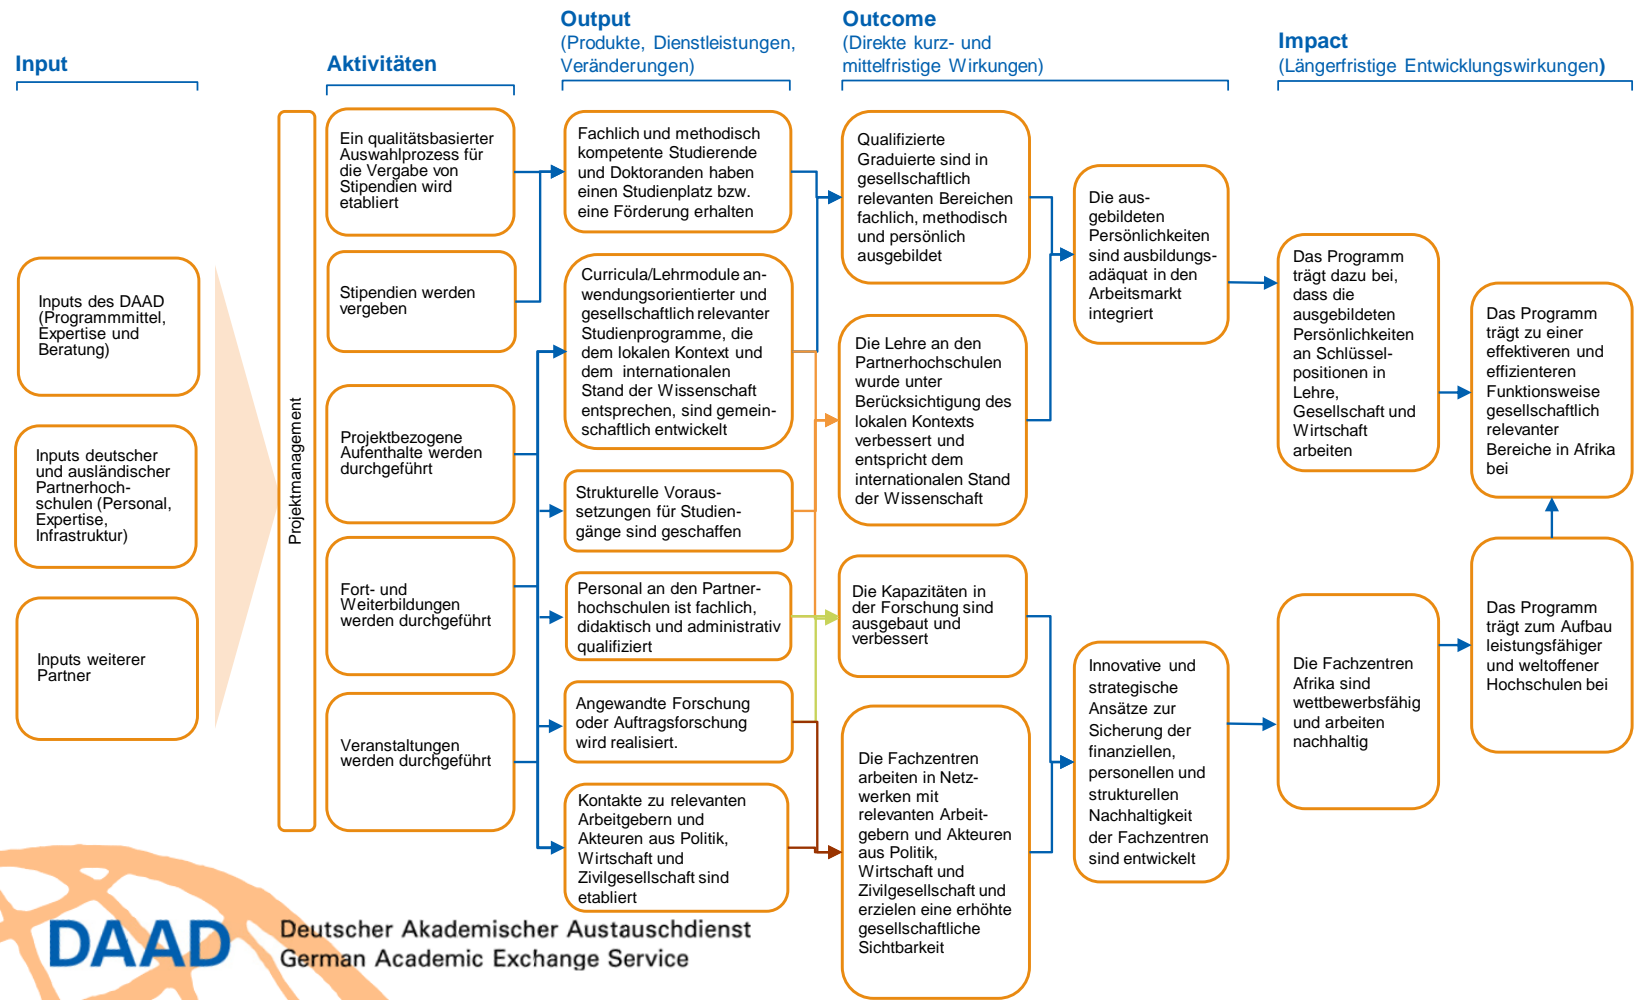 Input
Aktivitäten
Output
(Produkte, Dienstleistungen,
Veränderungen)
Outcome
(Direkte kurz- und
mittelfristige Wirkungen)
Impact
(Längerfristige Entwicklungswirkungen)
Inputs des DAAD
(Programmmittel,
Expertise und
Beratung)
Inputs deutscher
und ausländischer
Partnerhoch-
schulen (Personal,
Expertise,
Infrastruktur)
Inputs weiterer
Partner
Projektmanagement
Ein qualitätsbasierter
Auswahlprozess für
die Vergabe von
Stipendien wird
etabliert
Stipendien werden
vergeben
Projektbezogene
Aufenthalte werden
durchgeführt
Fort- und
Weiterbildungen
werden durchgeführt
Veranstaltungen
werden durchgeführt
Fachlich und methodisch
kompetente Studierende
und Doktoranden haben
einen Studienplatz bzw.
eine Förderung erhalten
Curricula/Lehrmodule an-
wendungsorientierter und
gesellschaftlich relevanter
Studienprogramme, die
dem lokalen Kontext und
dem internationalen
Stand der Wissenschaft
entsprechen, sind gemein-
schaftlich entwickelt
Strukturelle Voraus-
setzungen für Studien-
gänge sind geschaffen
Personal an den Partner-
hochschulen ist fachlich,
didaktisch und administrativ
qualifiziert
Angewandte Forschung
oder Auftragsforschung
wird realisiert.
Kontakte zu relevanten
Arbeitgebern und
Akteuren aus Politik,
Wirtschaft und
Zivilgesellschaft sind
etabliert
Qualifizierte
Graduierte sind in
gesellschaftlich
relevanten Bereichen
fachlich, methodisch
und persönlich
ausgebildet
Die Lehre an den
Partnerhochschulen
wurde unter
Berücksichtigung des
lokalen Kontexts
verbessert und
entspricht dem
internationalen Stand
der Wissenschaft
Die Kapazitäten in
der Forschung sind
ausgebaut und
verbessert
Die Fachzentren
arbeiten in Netz-
werken mit
relevanten Arbeit-
gebern und Akteuren
aus Politik,
Wirtschaft und
Zivilgesellschaft und
erzielen eine erhöhte
gesellschaftliche
Sichtbarkeit
Die aus-
gebildeten
Persönlichkeiten
sind ausbildungs-
adäquat in den
Arbeitsmarkt
integriert
Innovative und
strategische
Ansätze zur
Sicherung der
finanziellen,
personellen und
strukturellen
Nachhaltigkeit
der Fachzentren
sind entwickelt
Das Programm
trägt dazu bei,
dass die
ausgebildeten
Persönlichkeiten
an Schlüssel-
positionen in
Lehre,
Gesellschaft und
Wirtschaft
arbeiten
Die Fachzentren
Afrika sind
wettbewerbsfähig
und arbeiten
nachhaltig
Das Programm
trägt zu einer
effektiveren und
effizienteren
Funktionsweise
gesellschaftlich
relevanter
Bereiche in Afrika
bei
Das Programm
trägt zum Aufbau
leistungsfähiger
und weltoffener
Hochschulen bei
DAAD
Deutscher Akademischer Austauschdienst
German Academic Exchange Service